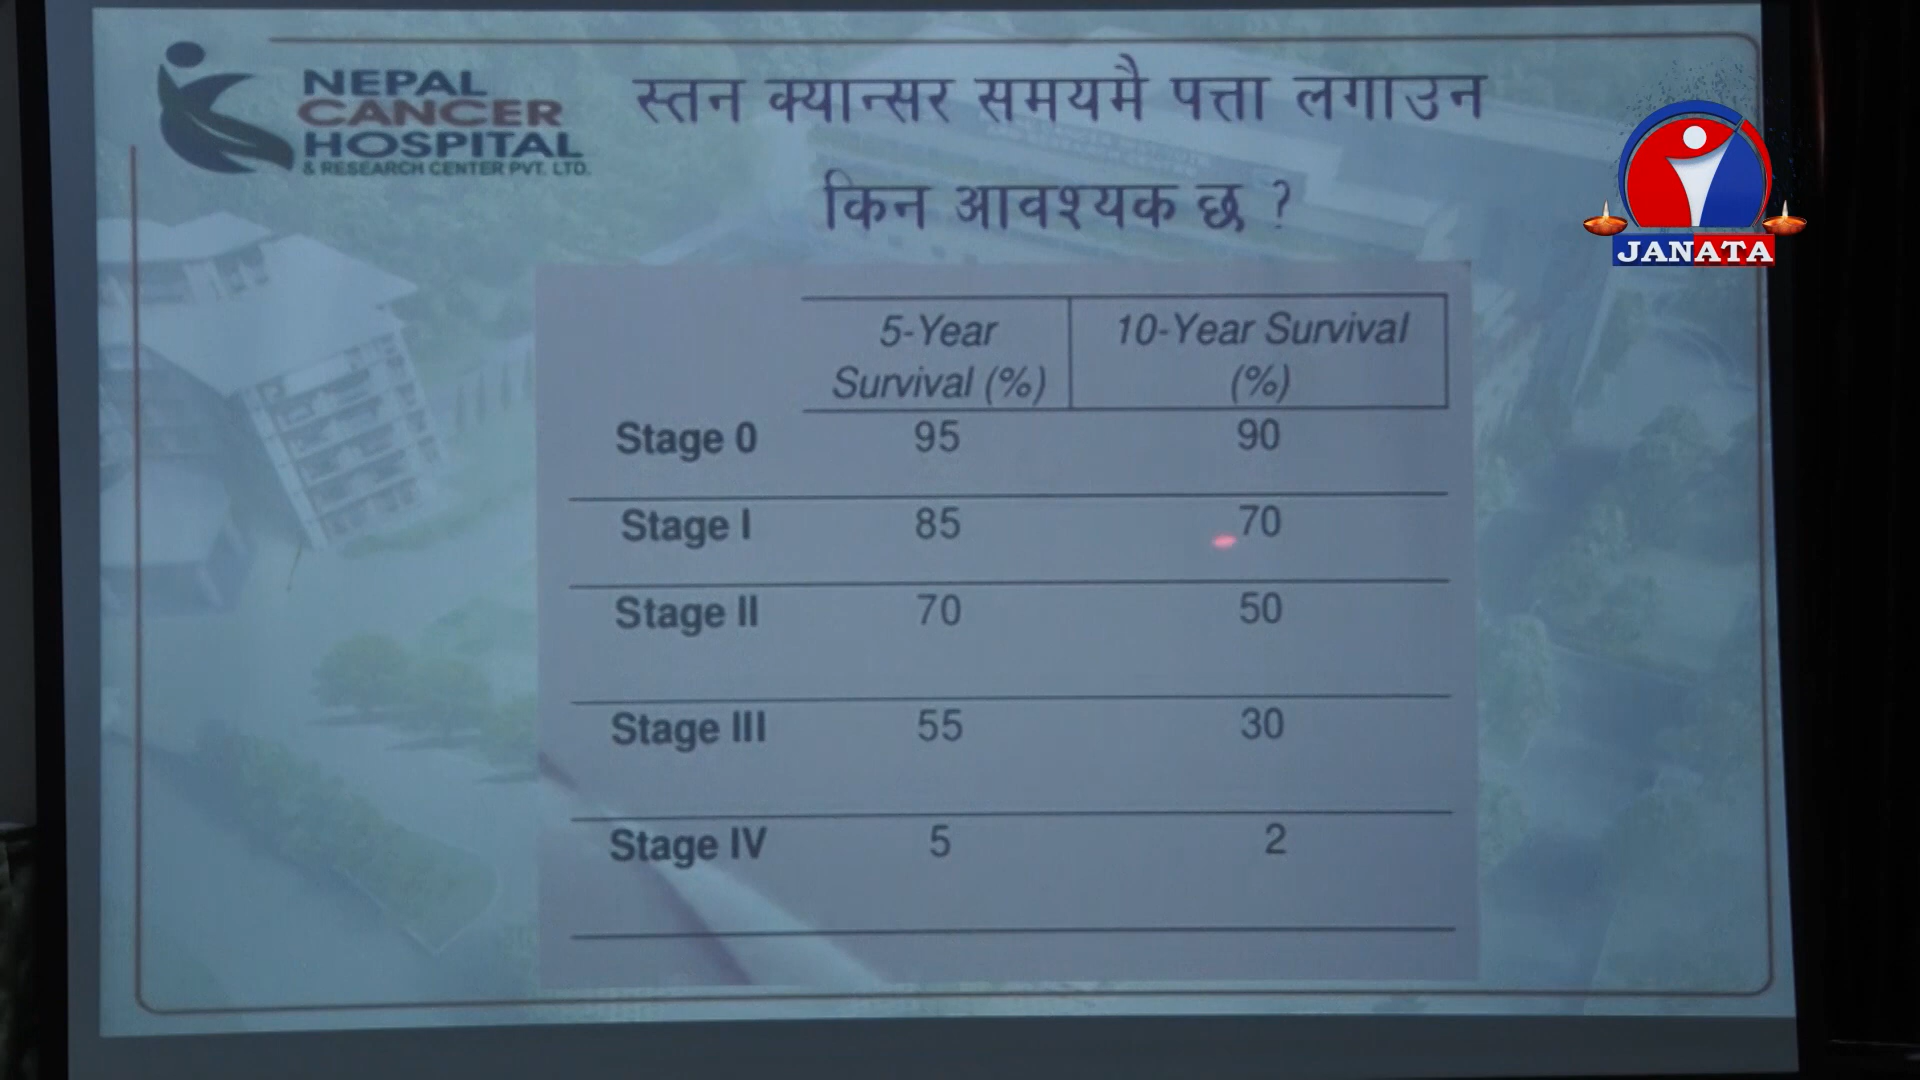 NEPAL
CANCER
HOSPITAL
& RESEARCH CENTER PVT. LTD.
स्तन क्यान्सर समयमै पत्ता लगाउन
किन आवश्यक छ ?
JANATA
5-Year
Survival (%)
10-Year Survival
(%)
Stage 0 95 90
Stage I 85 70
Stage II 70 50
Stage III 55 30
Stage IV 5 2